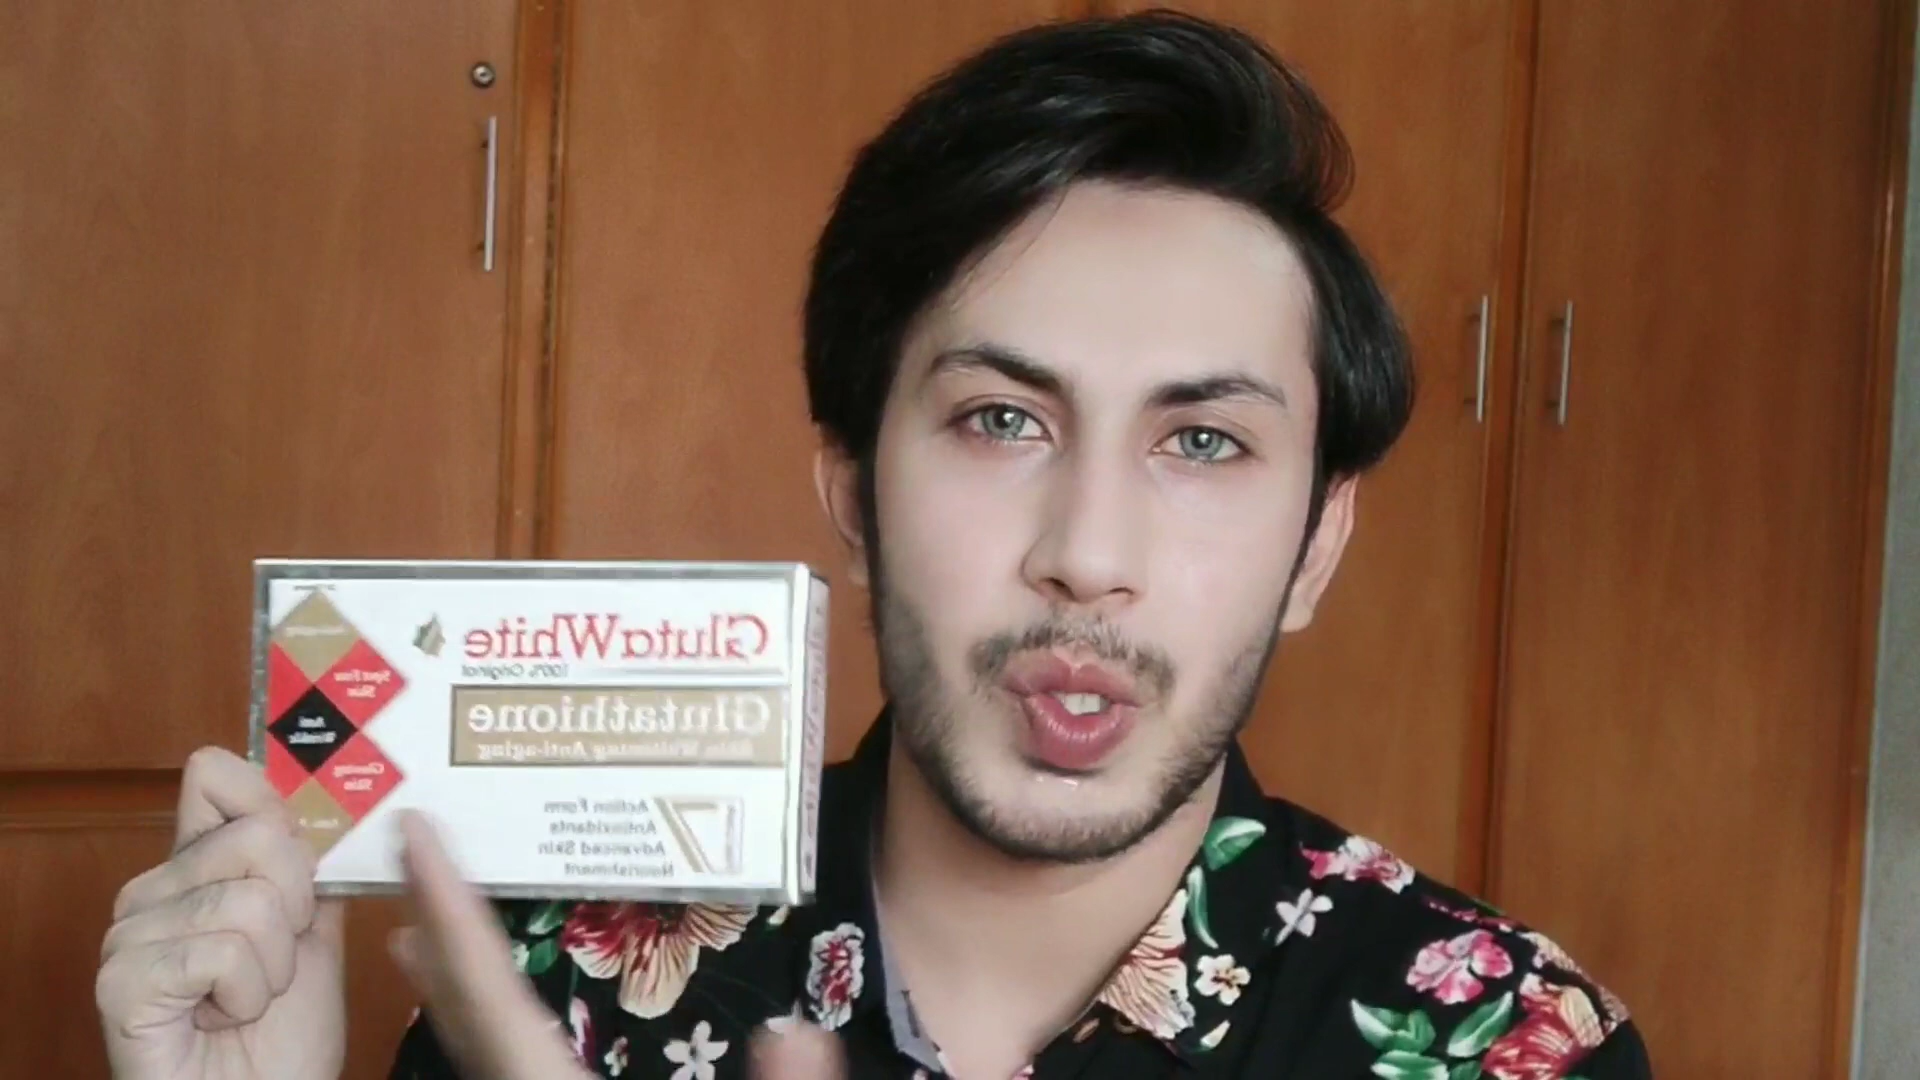 GlutaWhite
100% Original
Glutathione
Skin Whitening Anti-aging
7
Action Form
Antioxidants
Advanced Skin
Nourishment
Spot Free
Skin
Anti
Wrinkle
Glowing
Skin